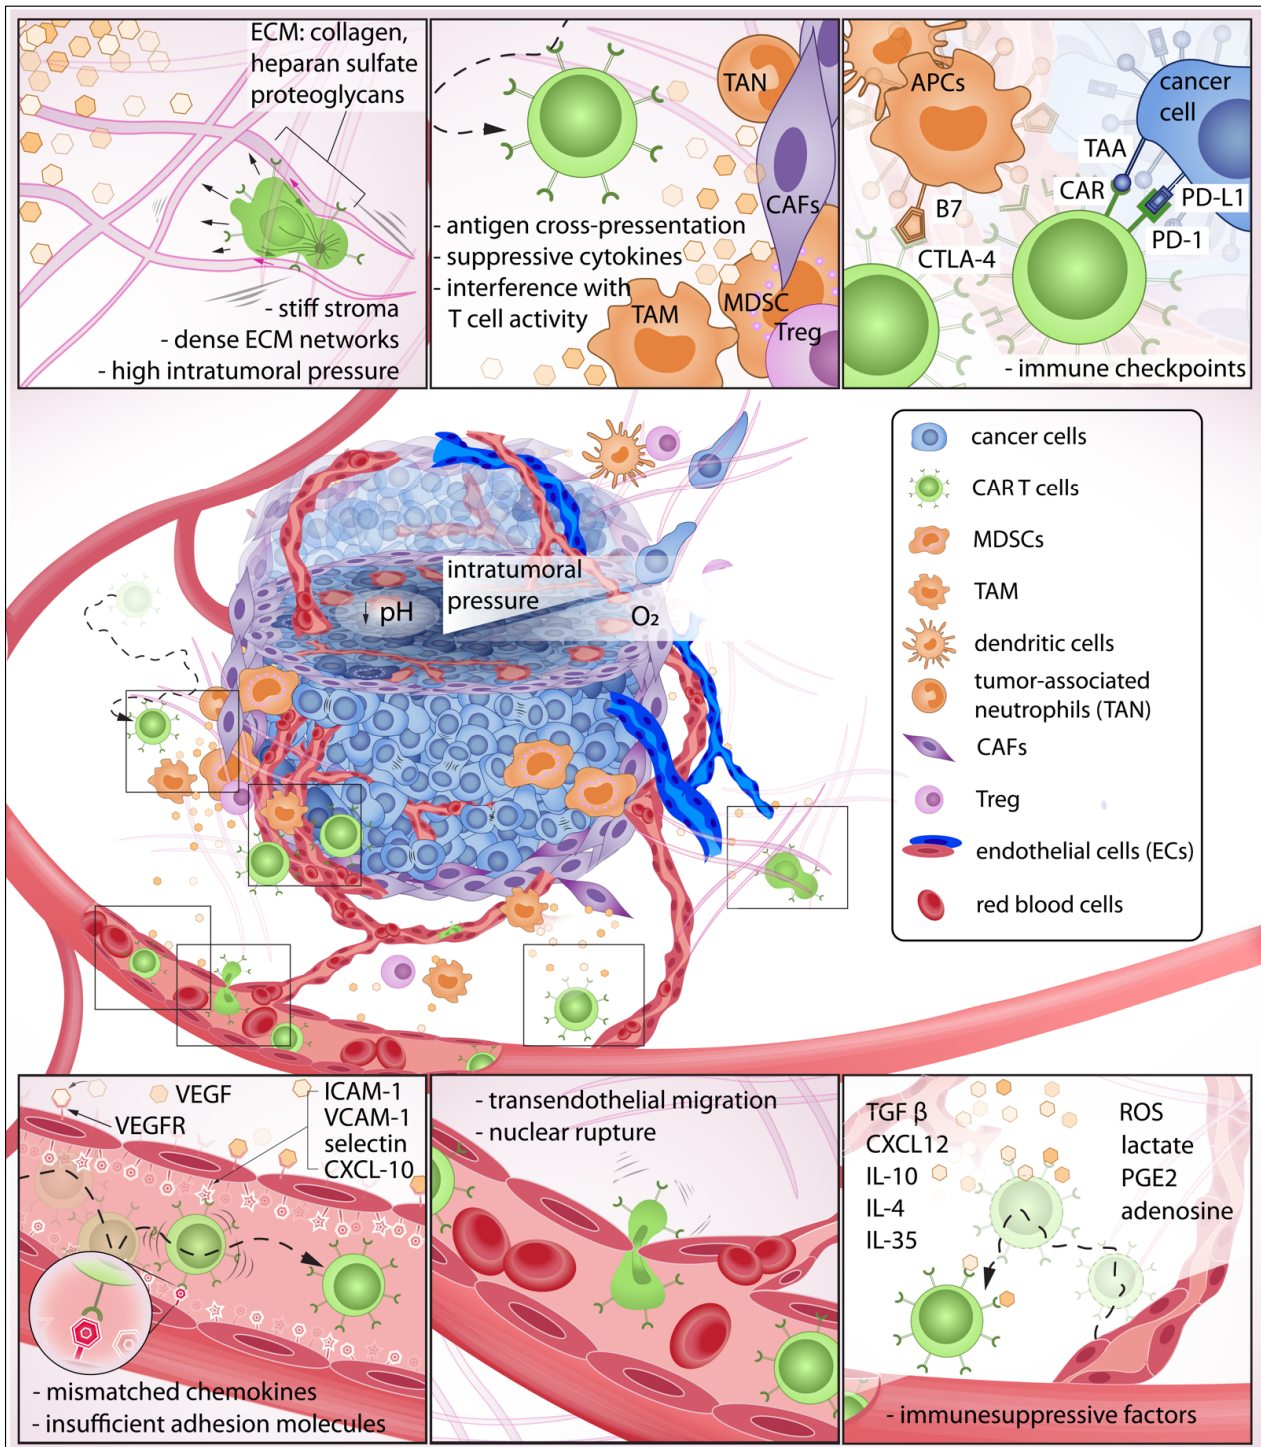 ECM: collagen,
heparan sulfate
proteoglycans
- stiff stroma
- dense ECM networks
- high intratumoral pressure
TAN
CAFs
- antigen cross-pressentation
- suppressive cytokines
- interference with
T cell activity
MDSC
TAM
Treg
APCs
cancer
cell
TAA
CAR
PD-L1
B7
PD-1
CTLA-4
- immune checkpoints
intratumoral
pressure
↓ pH
O₂
cancer cells
CAR T cells
MDSCs
TAM
dendritic cells
tumor-associated
neutrophils (TAN)
CAFs
Treg
endothelial cells (ECs)
red blood cells
VEGF
VEGFR
ICAM-1
VCAM-1
selectin
CXCL-10
- mismatched chemokines
- insufficient adhesion molecules
- transendothelial migration
- nuclear rupture
TGF β
CXCL12
IL-10
IL-4
IL-35
ROS
lactate
PGE2
adenosine
- immunesuppressive factors